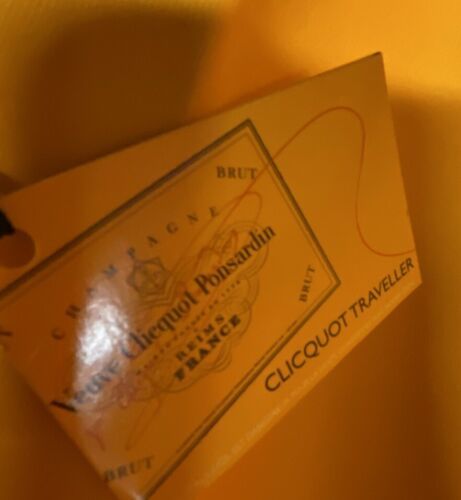 BRUT
CHAMPAGNE
Veuve Clicquot Ponsardin
REIMS
FRANCE
BRUT
BRUT
CLICQUOT TRAVELLER